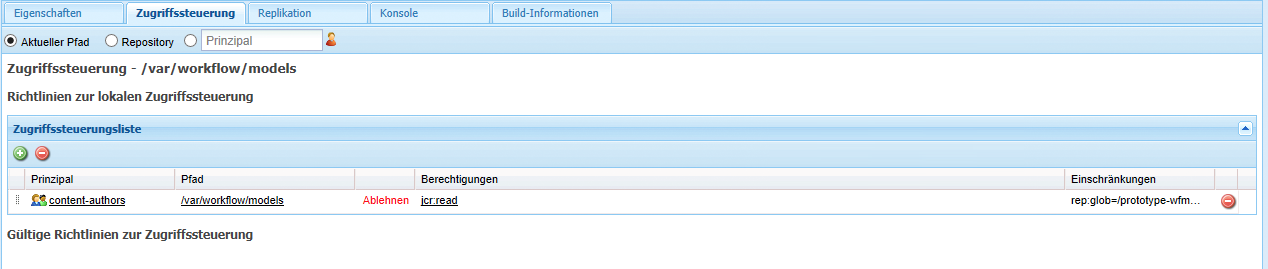 Eigenschaften Zugriffssteuerung Replikation Konsole Build-Informationen
Aktueller Pfad Repository Prinzipal
Zugriffssteuerung - /var/workflow/models
Richtlinien zur lokalen Zugriffssteuerung
Zugriffssteuerungsliste
Prinzipal Pfad Berechtigungen Einschränkungen
content-authors /var/workflow/models Ablehnen jcr:read rep:glob=/prototype-wfm...
Gültige Richtlinien zur Zugriffssteuerung